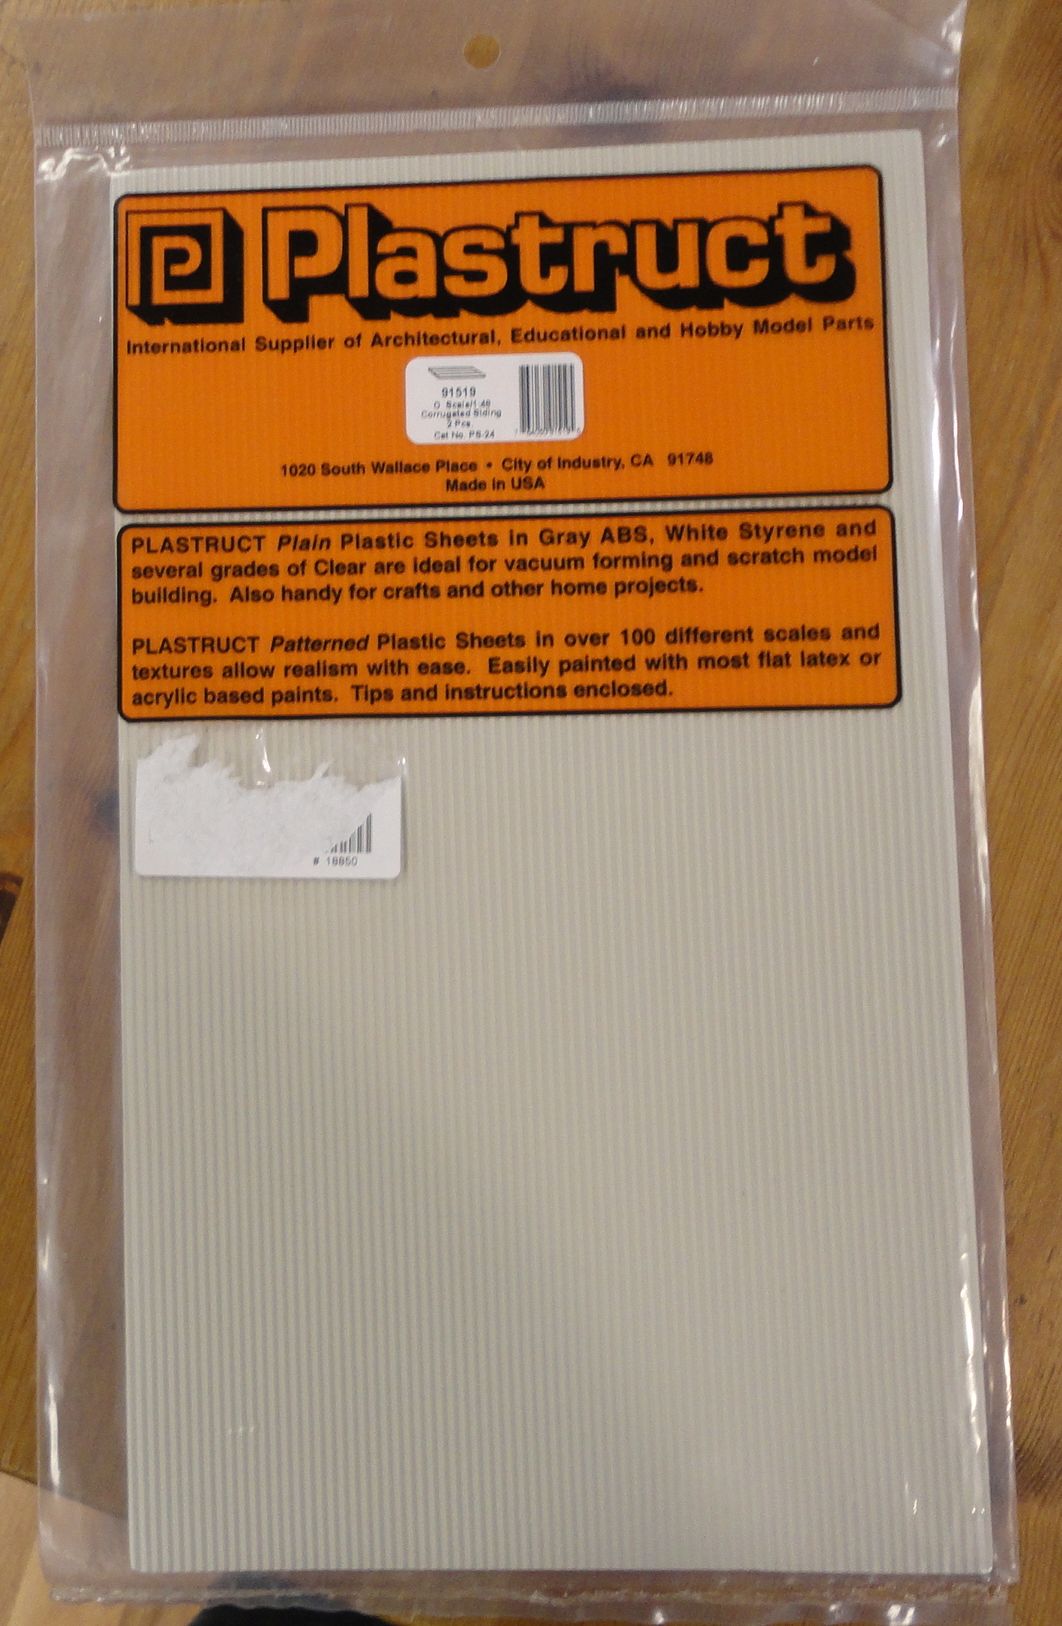 P Plastruct
International Supplier of Architectural, Educational and Hobby Model Parts
91519
O Scale/1:48
Corrugated Siding
2 Pcs.
Cat No. PS-24
1020 South Wallace Place • City of Industry, CA 91748
Made in USA
PLASTRUCT Plain Plastic Sheets in Gray ABS, White Styrene and
several grades of Clear are ideal for vacuum forming and scratch model
building. Also handy for crafts and other home projects.
PLASTRUCT Patterned Plastic Sheets in over 100 different scales and
textures allow realism with ease. Easily painted with most flat latex or
acrylic based paints. Tips and instructions enclosed.
# 18850